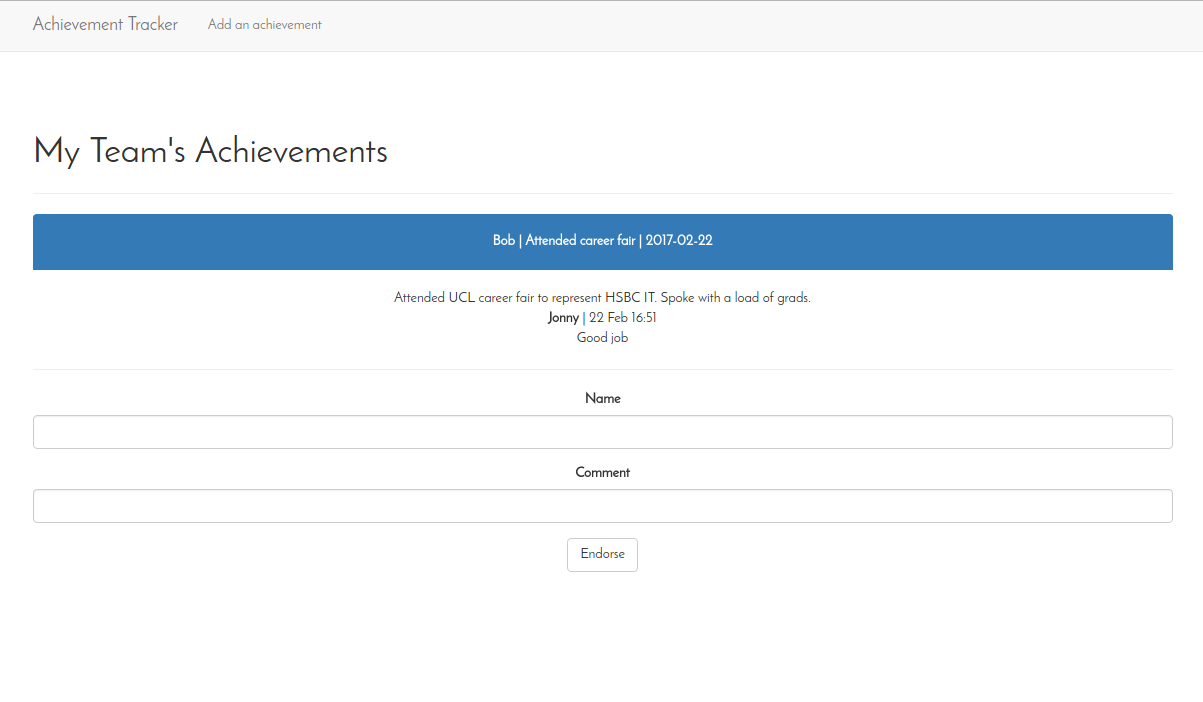 Achievement Tracker Add an achievement
My Team's Achievements
Bob | Attended career fair | 2017-02-22
Attended UCL career fair to represent HSBC IT. Spoke with a load of grads.
Jonny | 22 Feb 16:51
Good job
Name
Comment
Endorse